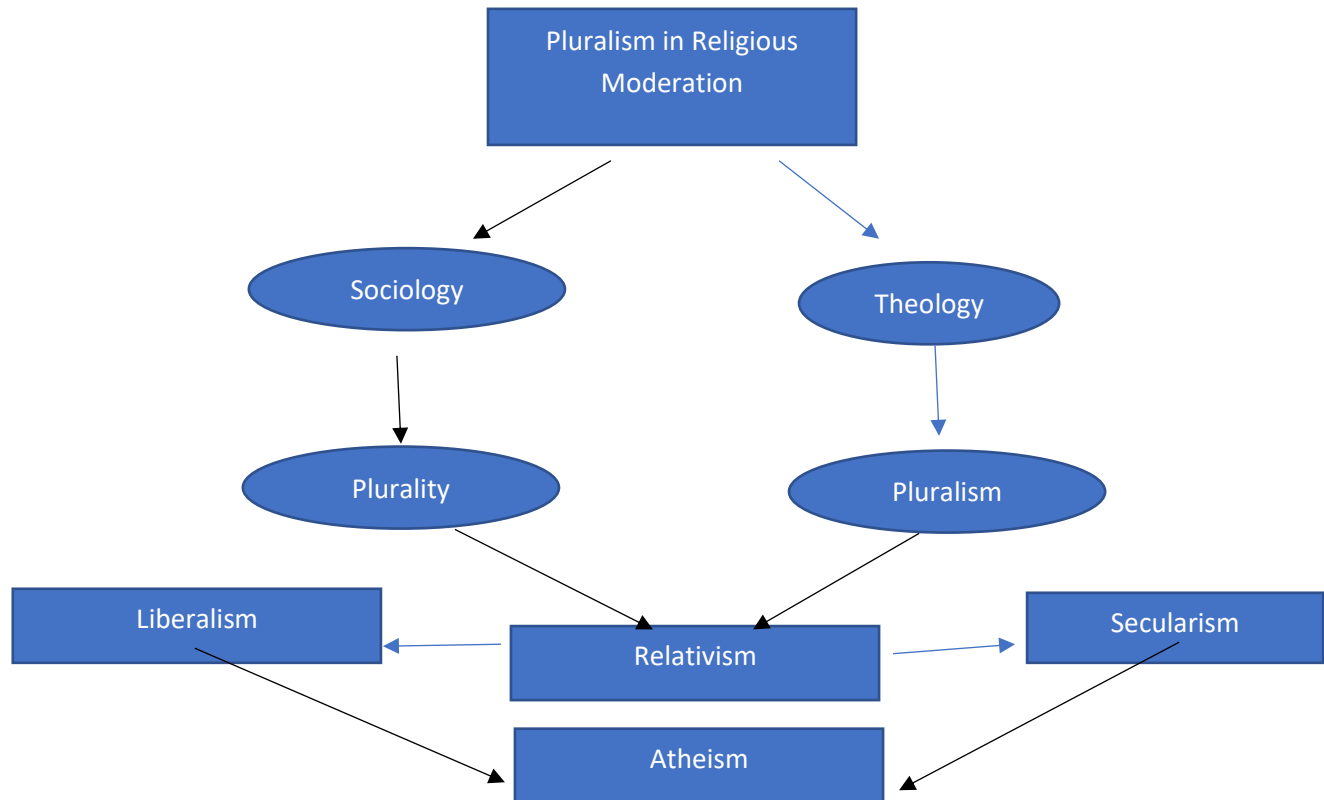 Pluralism in Religious
Moderation
Sociology
Theology
Plurality
Pluralism
Liberalism
Secularism
Relativism
Atheism